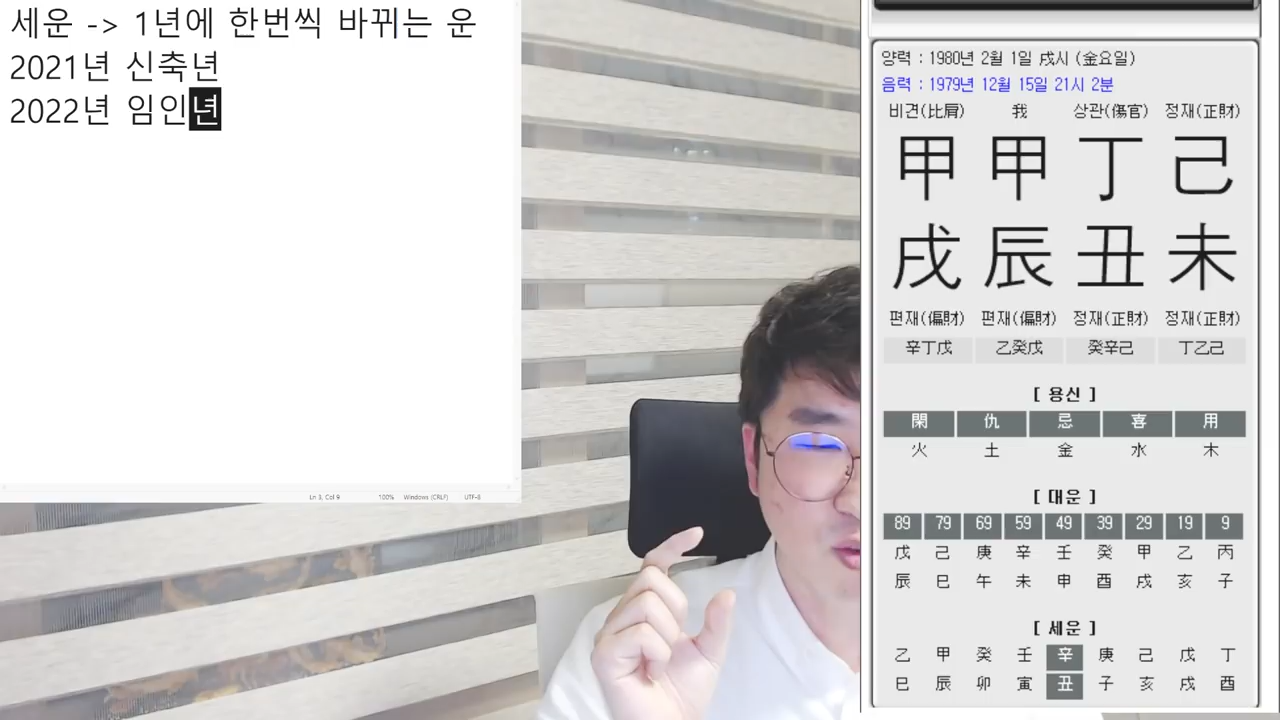 세운 -> 1년에 한번씩 바뀌는 운
2021년 신축년
2022년 임인년
Ln 3, Col 9 100% Windows (CRLF) UTF-8
양력 : 1980년 2월 1일 戌시 (金요일)
음력 : 1979년 12월 15일 21시 2분
비견(比肩) 我 상관(傷官) 정재(正財)
甲 甲 丁 己
戌 辰 丑 未
편재(偏財) 편재(偏財) 정재(正財) 정재(正財)
辛丁戊 乙癸戊 癸辛己 丁乙己
[ 용신 ]
閑 仇 忌 喜 用
火 土 金 水 木
[ 대운 ]
89 79 69 59 49 39 29 19 9
戊 己 庚 辛 壬 癸 甲 乙 丙
辰 巳 午 未 申 酉 戌 亥 子
[ 세운 ]
乙 甲 癸 壬 辛 庚 己 戊 丁
巳 辰 卯 寅 丑 子 亥 戌 酉